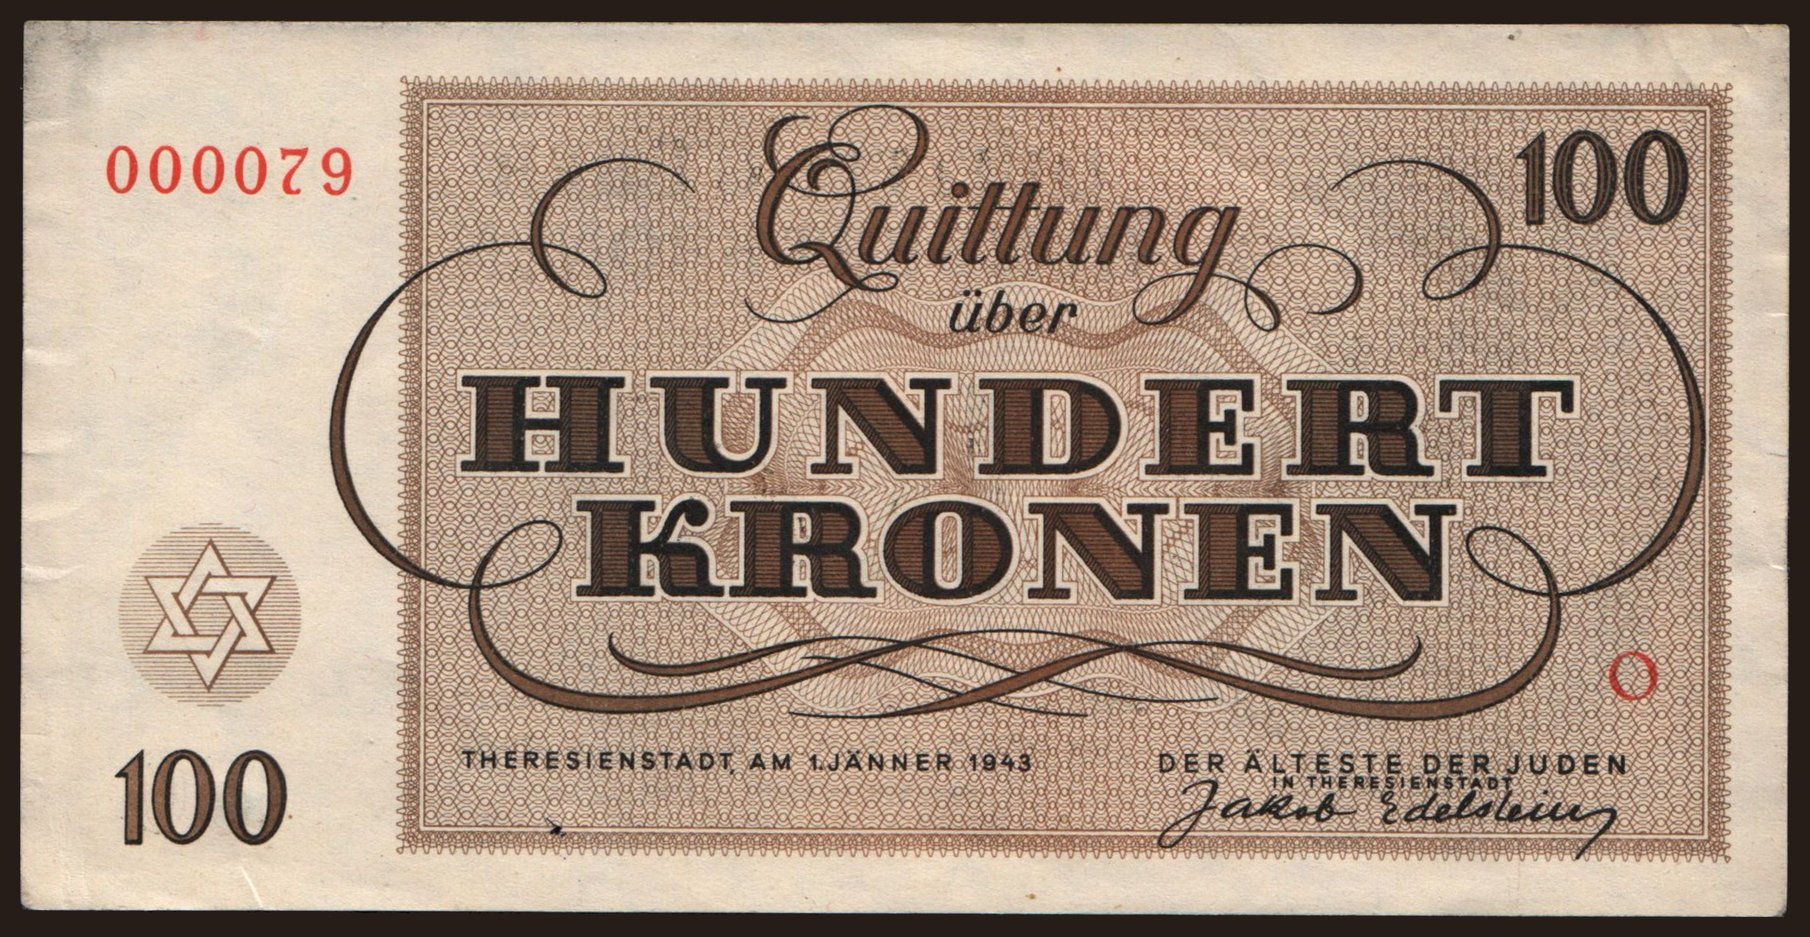 000079
Quittung
100
über
HUNDERT
KRONEN
O
100
THERESIENSTADT, AM 1. JÄNNER 1943
DER ÄLTESTE DER JUDEN
IN THERESIENSTADT
Jakob Edelstein